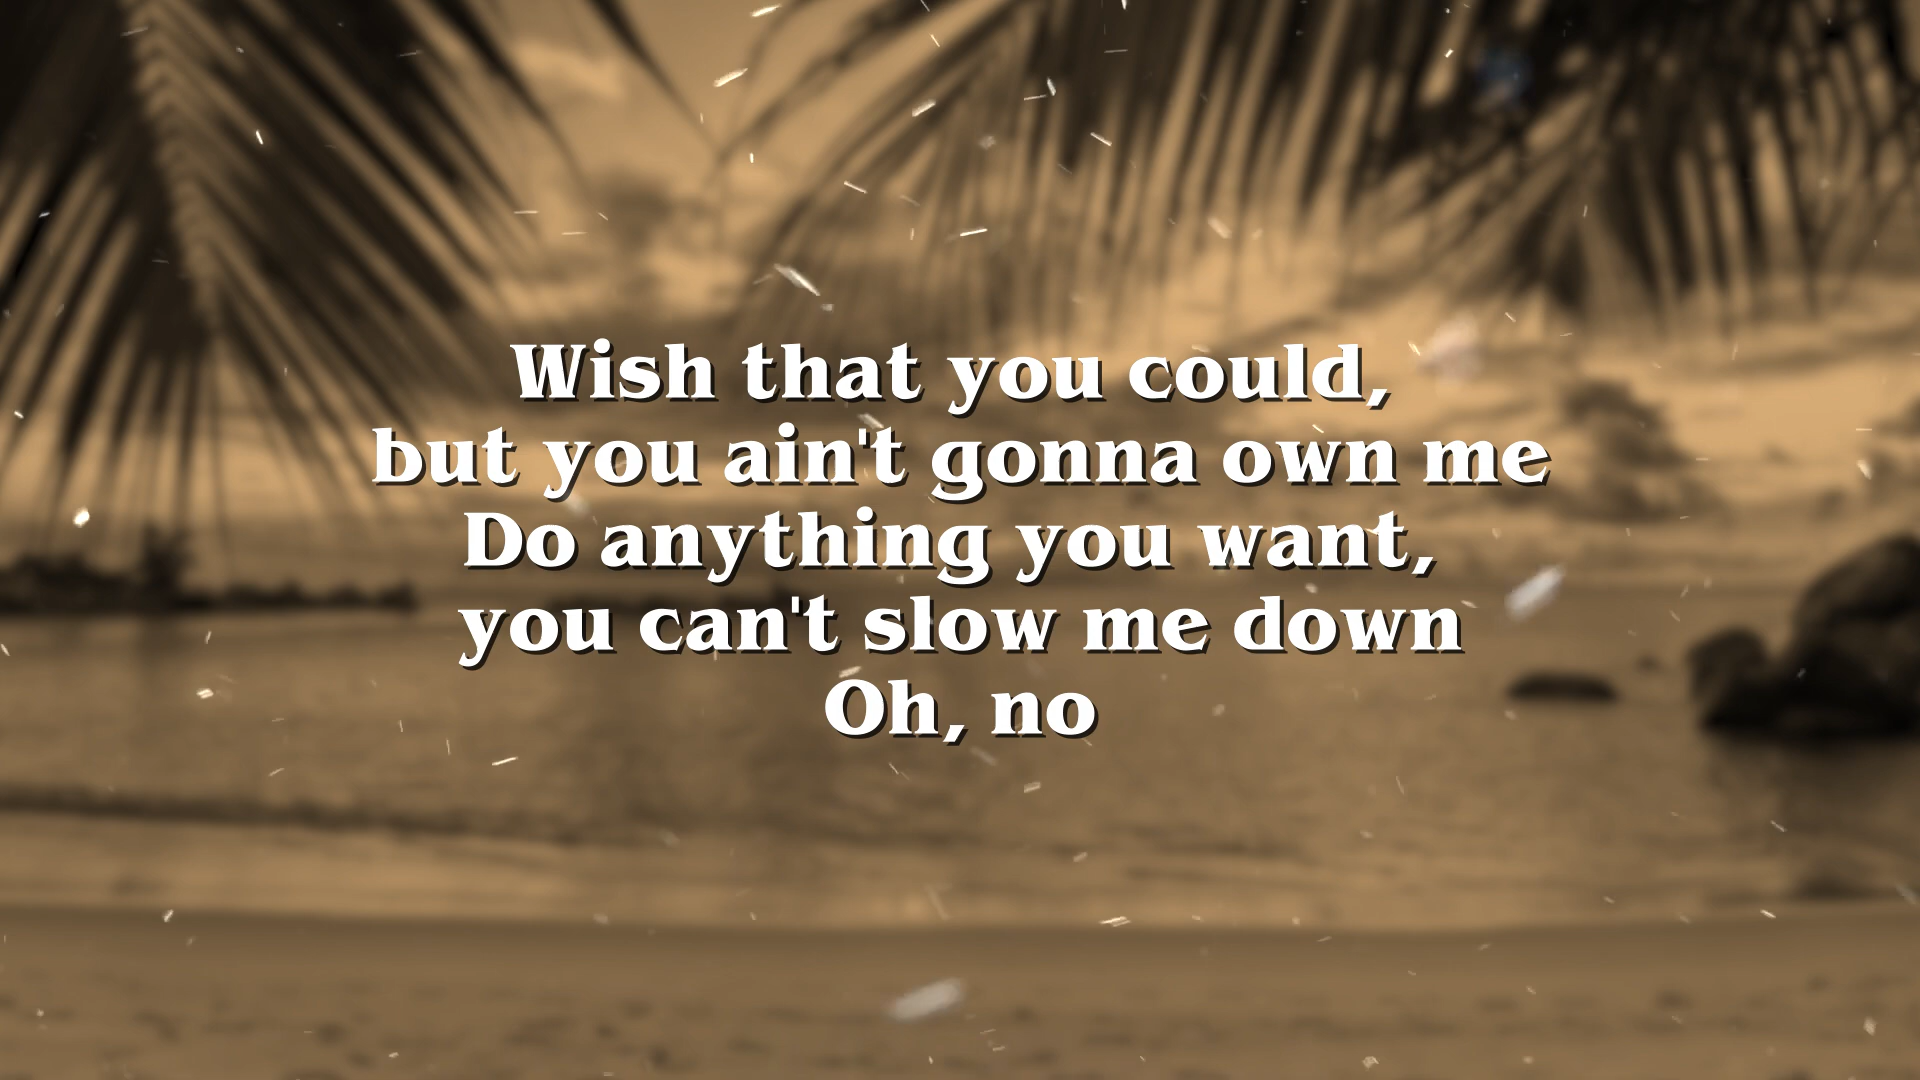 Wish that you could,
but you ain't gonna own me
Do anything you want,
you can't slow me down
Oh, no